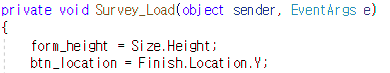 private void Survey_Load(object sender, EventArgs e)
{
    form_height = Size.Height;
    btn_location = Finish.Location.Y;